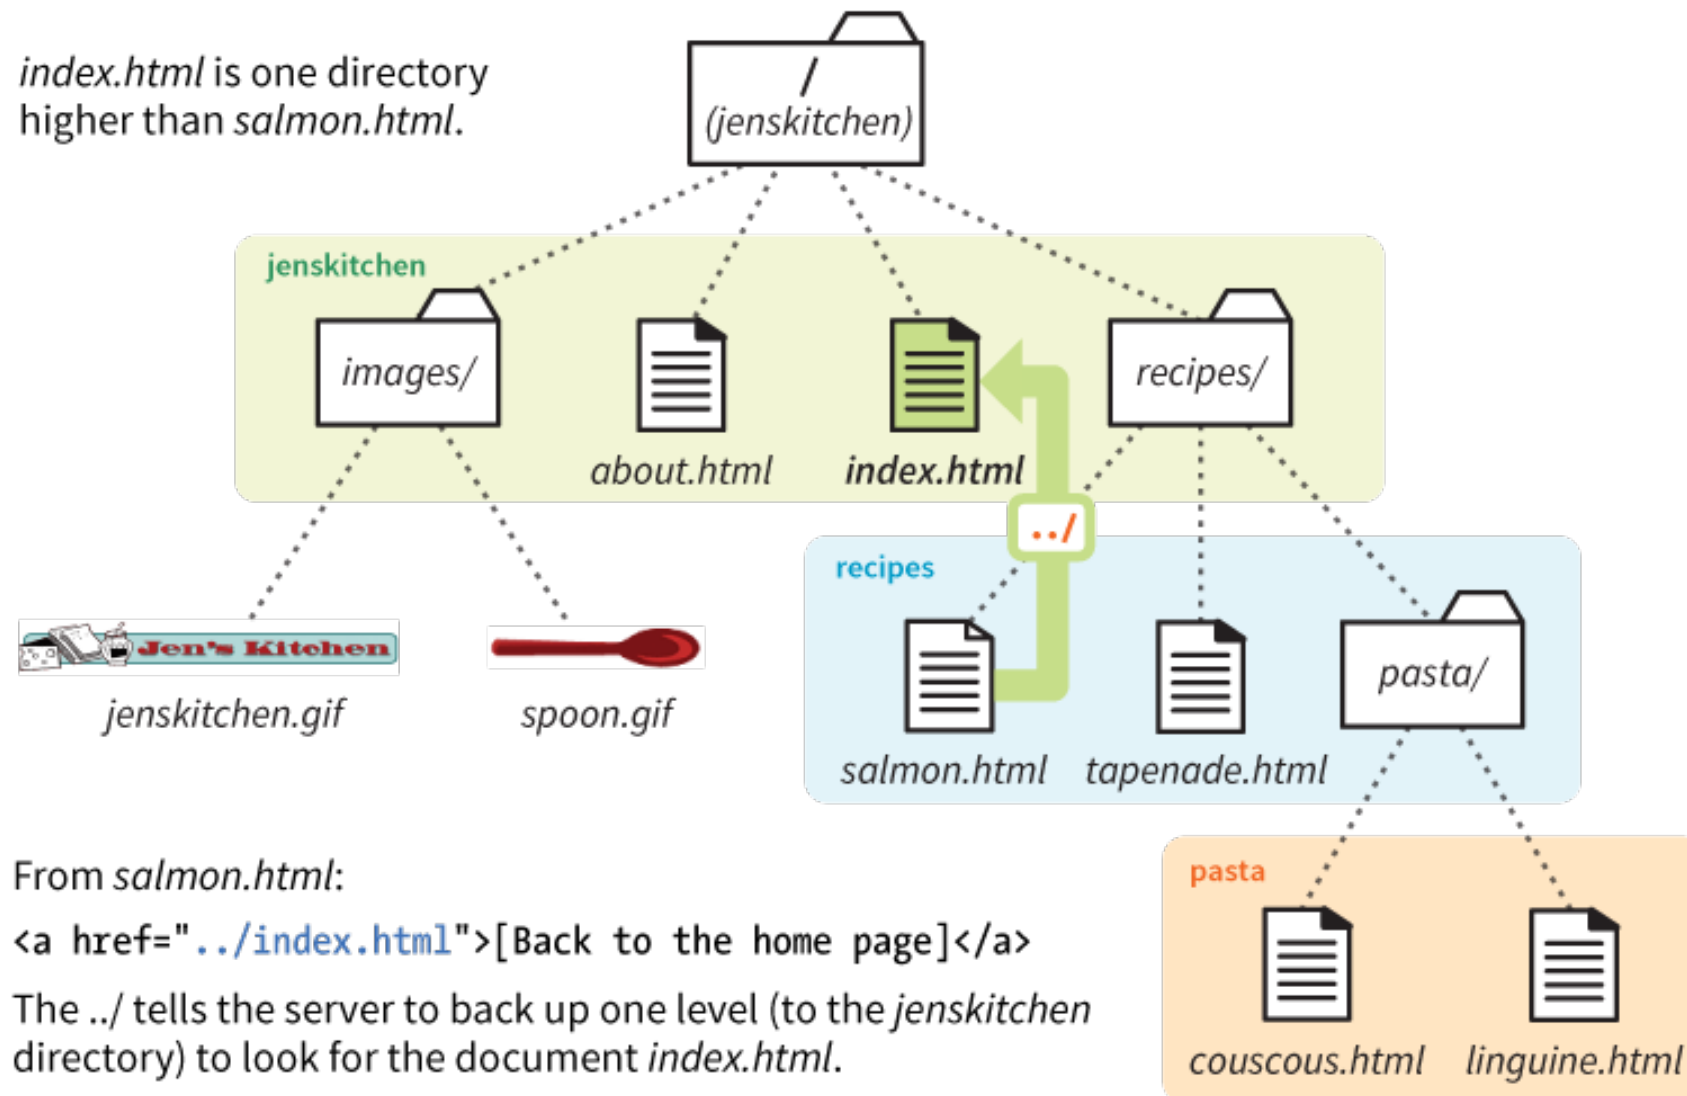 index.html is one directory
higher than salmon.html.
/
(jenskitchen)
jenskitchen
images/
about.html
index.html
recipes/
../
recipes
Jen's Kitchen
jenskitchen.gif
spoon.gif
salmon.html
tapenade.html
pasta/
From salmon.html:
<a href="../index.html">[Back to the home page]</a>
The ../ tells the server to back up one level (to the jenskitchen
directory) to look for the document index.html.
pasta
couscous.html
linguine.html